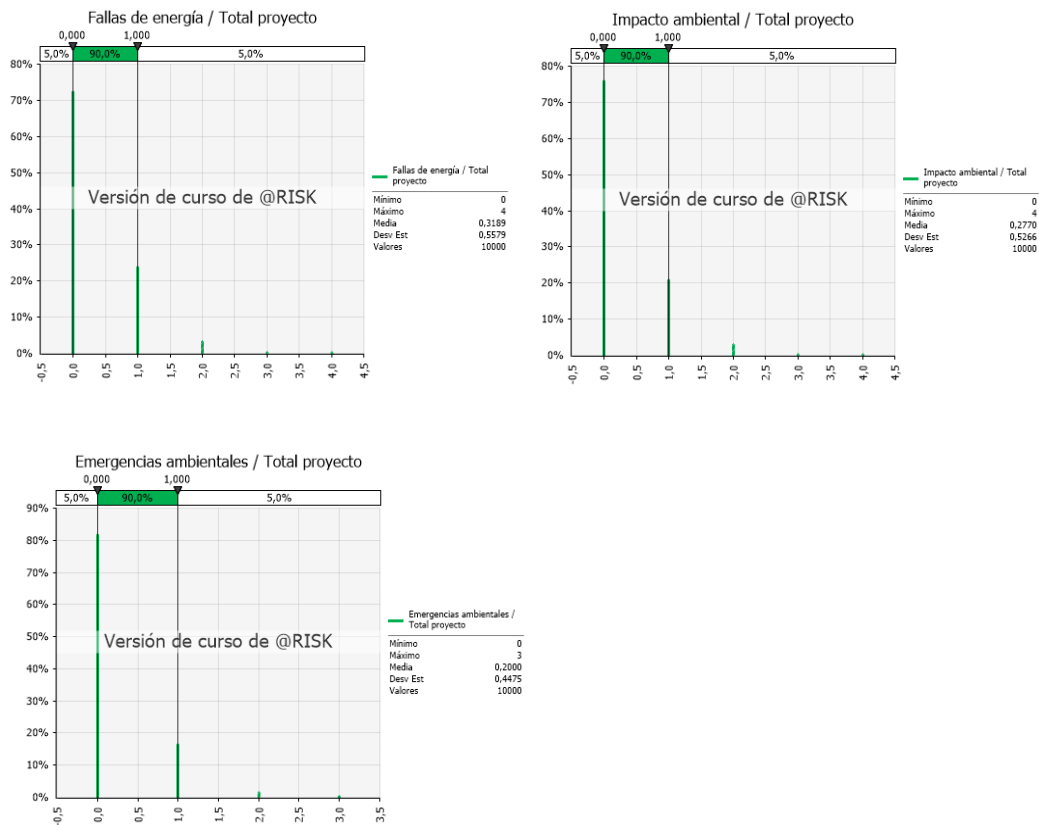 Fallas de energía / Total proyecto
0,000 1,000
5,0% 90,0% 5,0%
80%
70%
60%
50%
40%
30%
20%
10%
0%
-0,5 0,0 0,5 1,0 1,5 2,0 2,5 3,0 3,5 4,0 4,5
Versión de curso de @RISK
Fallas de energía / Total
proyecto
Mínimo 0
Máximo 4
Media 0,3189
Desv Est 0,5579
Valores 10000
Impacto ambiental / Total proyecto
0,000 1,000
5,0% 90,0% 5,0%
80%
70%
60%
50%
40%
30%
20%
10%
0%
-0,5 0,0 0,5 1,0 1,5 2,0 2,5 3,0 3,5 4,0 4,5
Versión de curso de @RISK
Impacto ambiental / Total
proyecto
Mínimo 0
Máximo 4
Media 0,2770
Desv Est 0,5266
Valores 10000
Emergencias ambientales / Total proyecto
0,000 1,000
5,0% 90,0% 5,0%
90%
80%
70%
60%
50%
40%
30%
20%
10%
0%
-0,5 0,0 0,5 1,0 1,5 2,0 2,5 3,0 3,5
Versión de curso de @RISK
Emergencias ambientales /
Total proyecto
Mínimo 0
Máximo 3
Media 0,2000
Desv Est 0,4475
Valores 10000